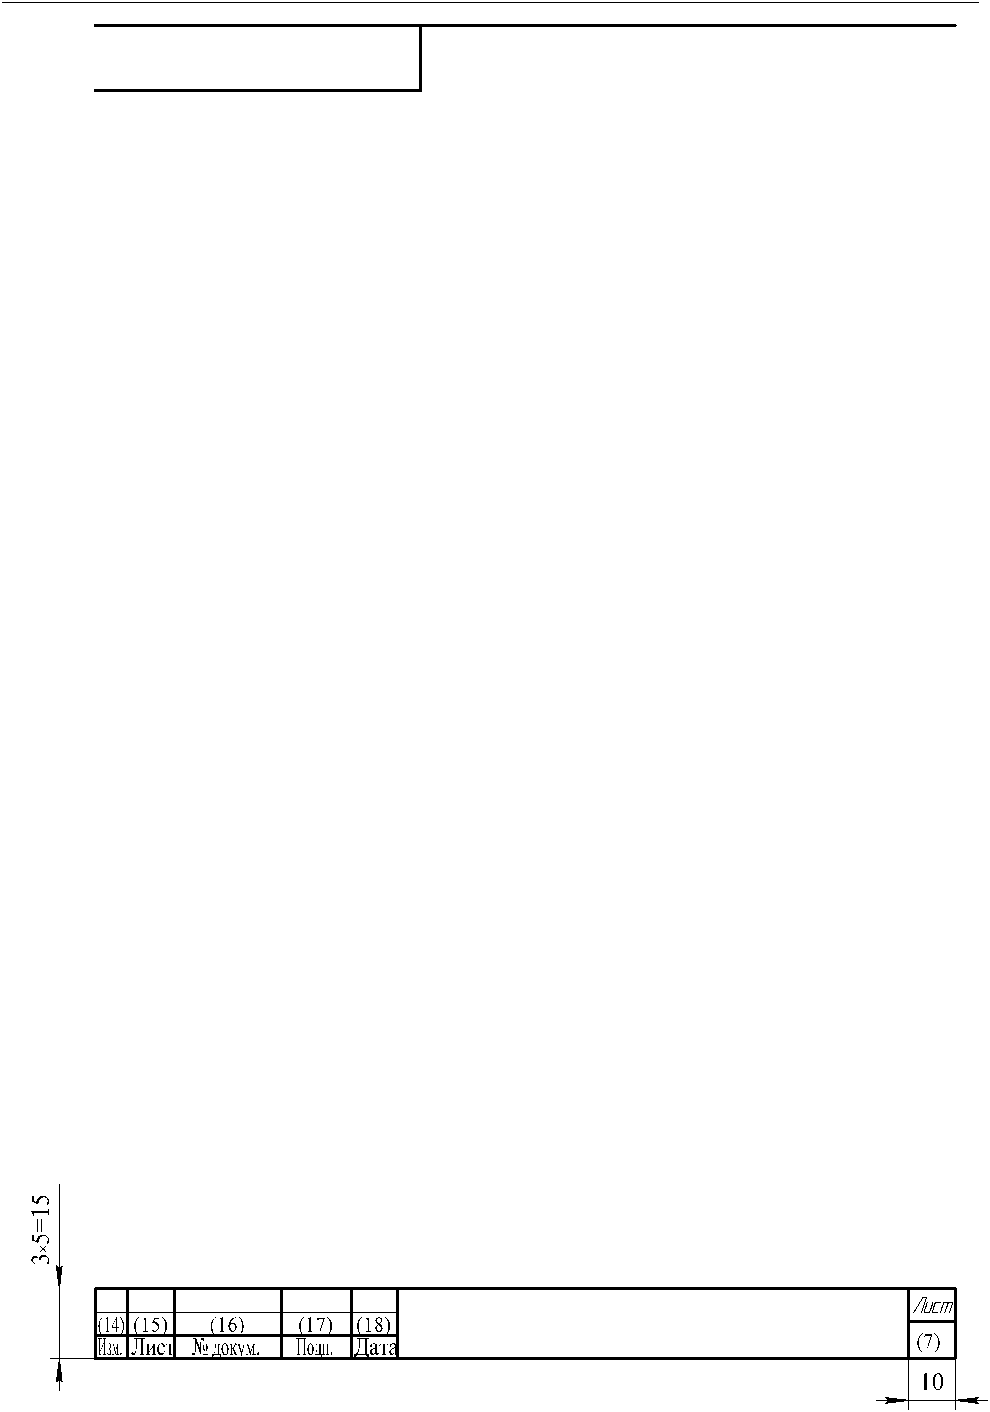 3×5=15
Лист
(14) (15) (16) (17) (18)
(7)
Изм. Лист № докум. Подп. Дата
10